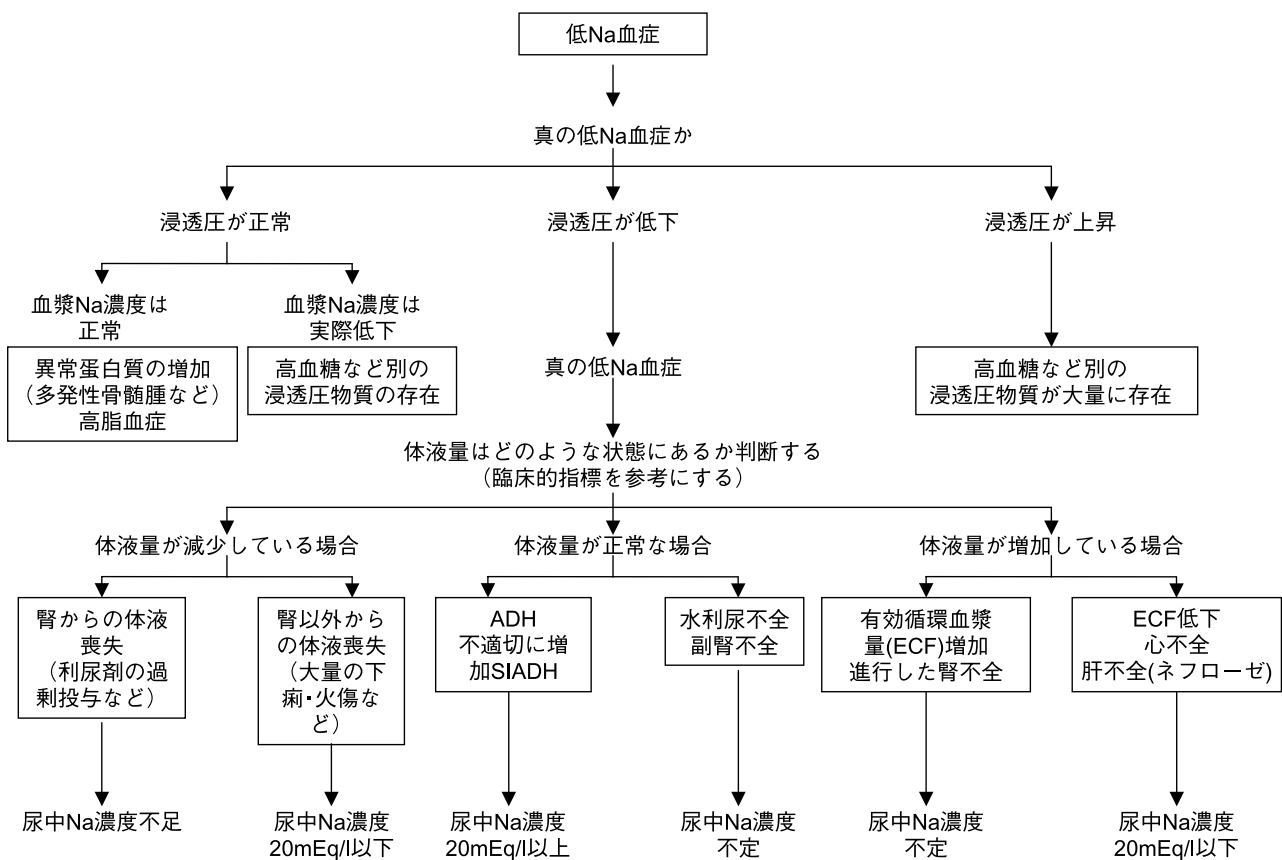 低Na血症
真の低Na血症か
浸透圧が正常
浸透圧が低下
浸透圧が上昇
血漿Na濃度は
正常
血漿Na濃度は
実際低下
異常蛋白質の増加
（多発性骨髄腫など）
高脂血症
高血糖など別の
浸透圧物質の存在
真の低Na血症
高血糖など別の
浸透圧物質が大量に存在
体液量はどのような状態にあるか判断する
（臨床的指標を参考にする）
体液量が減少している場合
体液量が正常な場合
体液量が増加している場合
腎からの体液
喪失
（利尿剤の過
剰投与など）
腎以外から
の体液喪失
（大量の下
痢・火傷な
ど）
ADH
不適切に増
加SIADH
水利尿不全
副腎不全
有効循環血漿
量(ECF)増加
進行した腎不全
ECF低下
心不全
肝不全(ネフローゼ)
尿中Na濃度不足
尿中Na濃度
20mEq/l以下
尿中Na濃度
20mEq/l以上
尿中Na濃度
不定
尿中Na濃度
不定
尿中Na濃度
20mEq/l以下